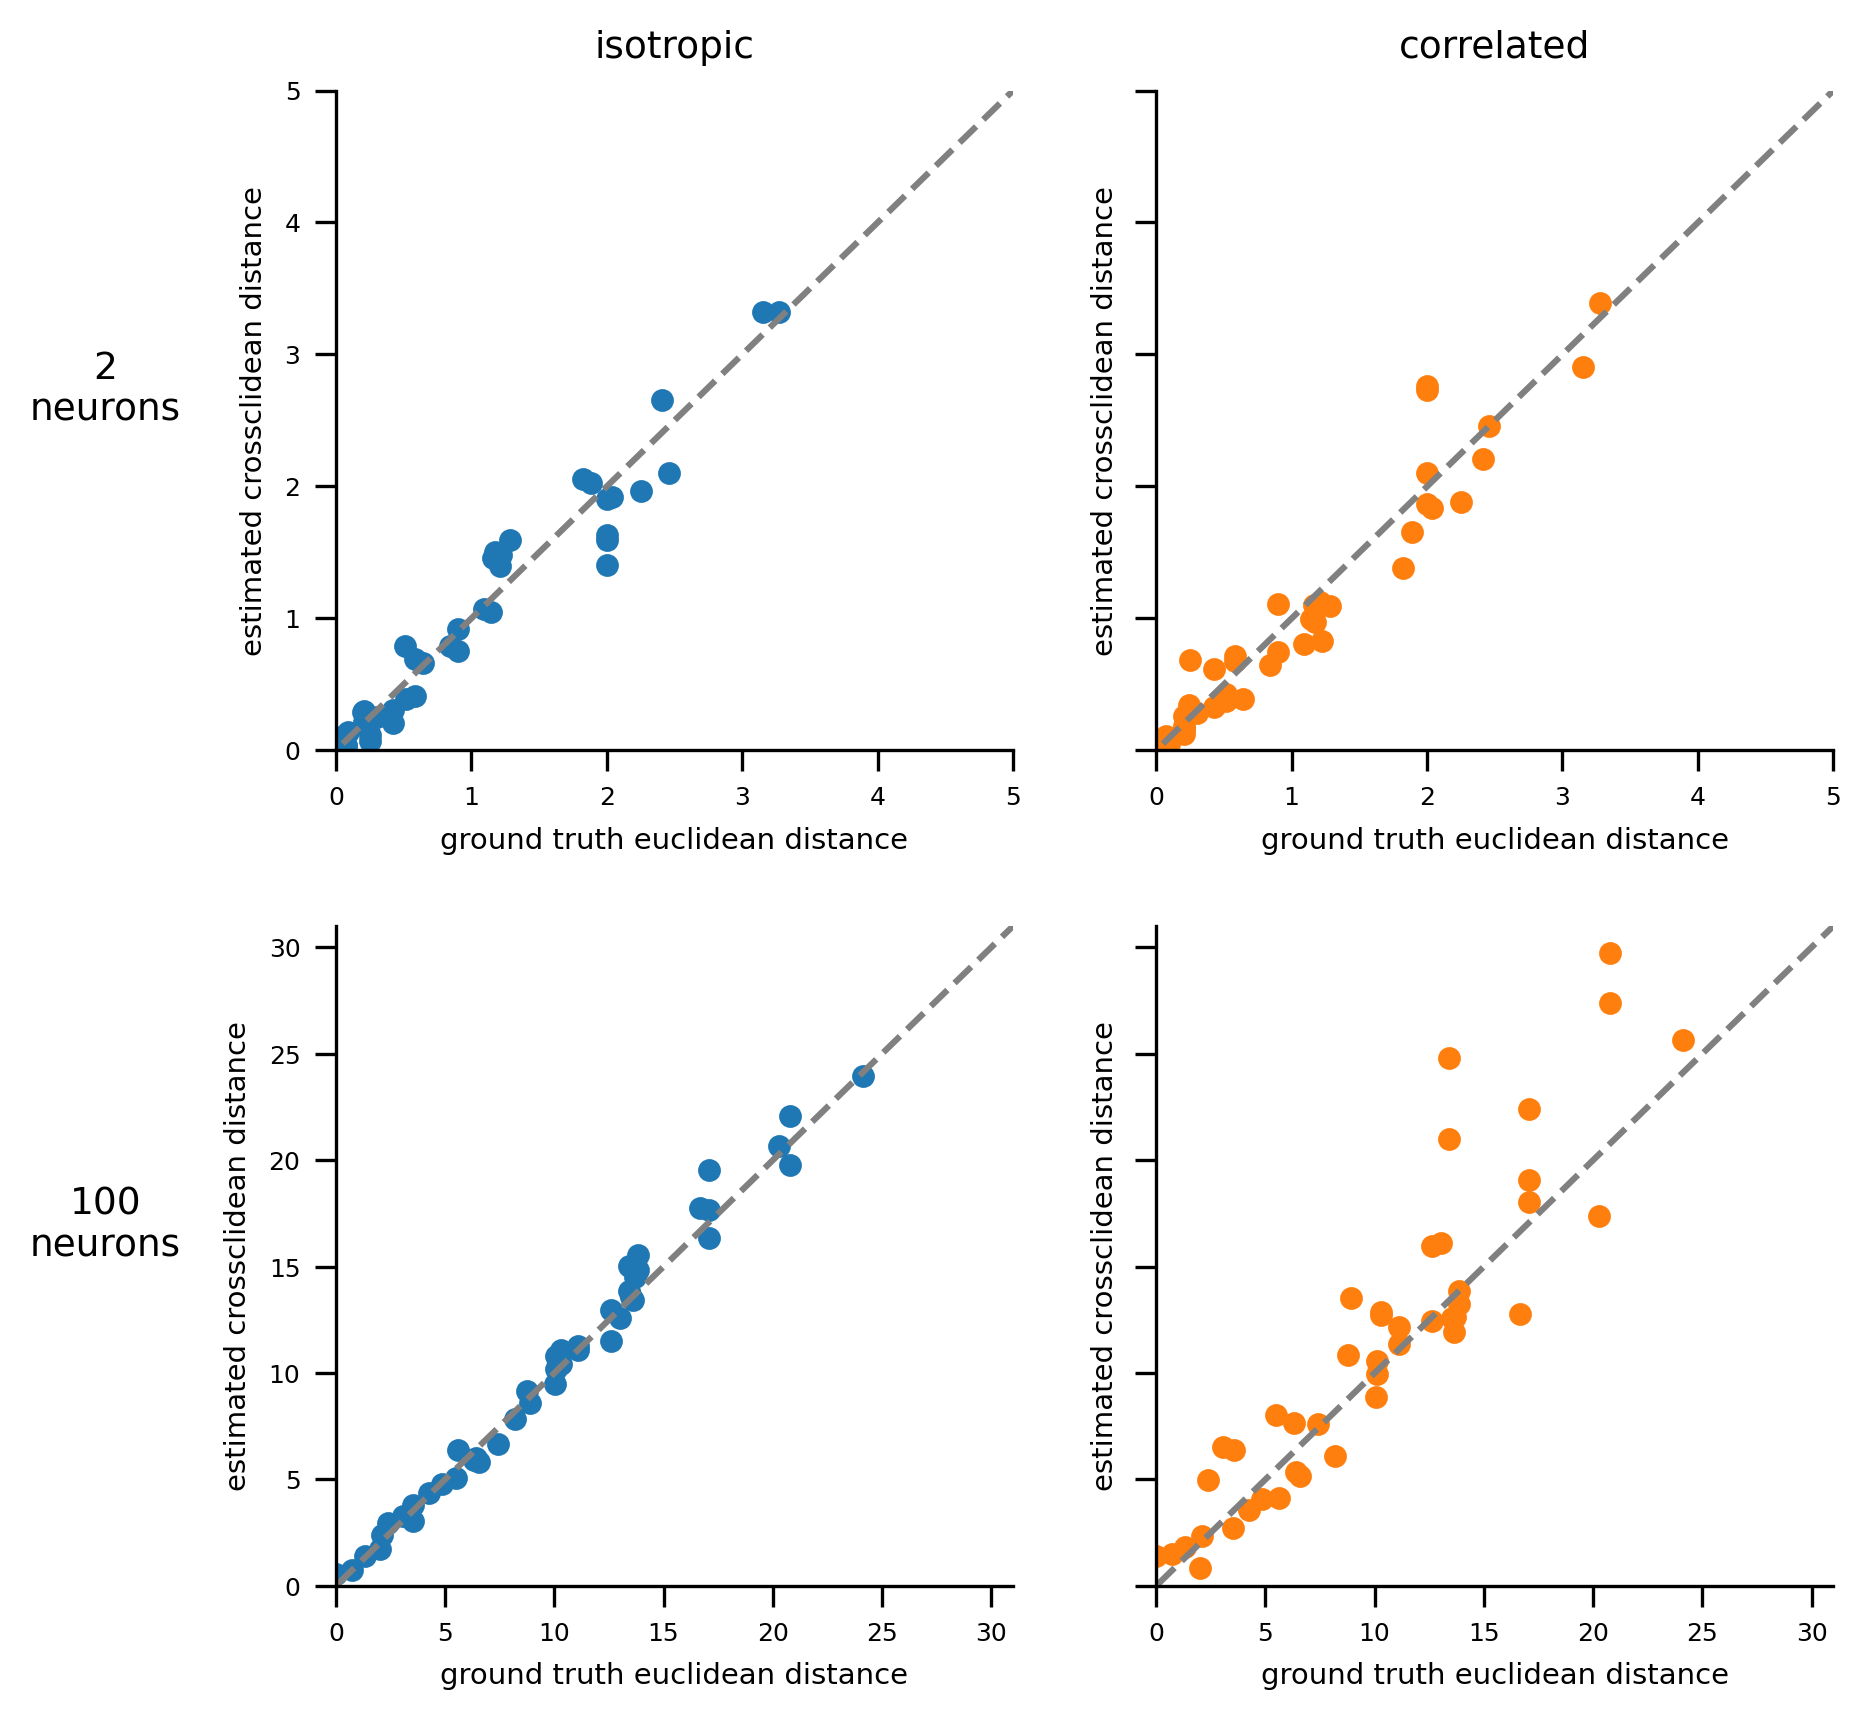 isotropic
correlated
2
neurons
estimated crossclidean distance
5
4
3
2
1
0
0 1 2 3 4 5
ground truth euclidean distance
estimated crossclidean distance
0 1 2 3 4 5
ground truth euclidean distance
100
neurons
estimated crossclidean distance
30
25
20
15
10
5
0
0 5 10 15 20 25 30
ground truth euclidean distance
estimated crossclidean distance
0 5 10 15 20 25 30
ground truth euclidean distance